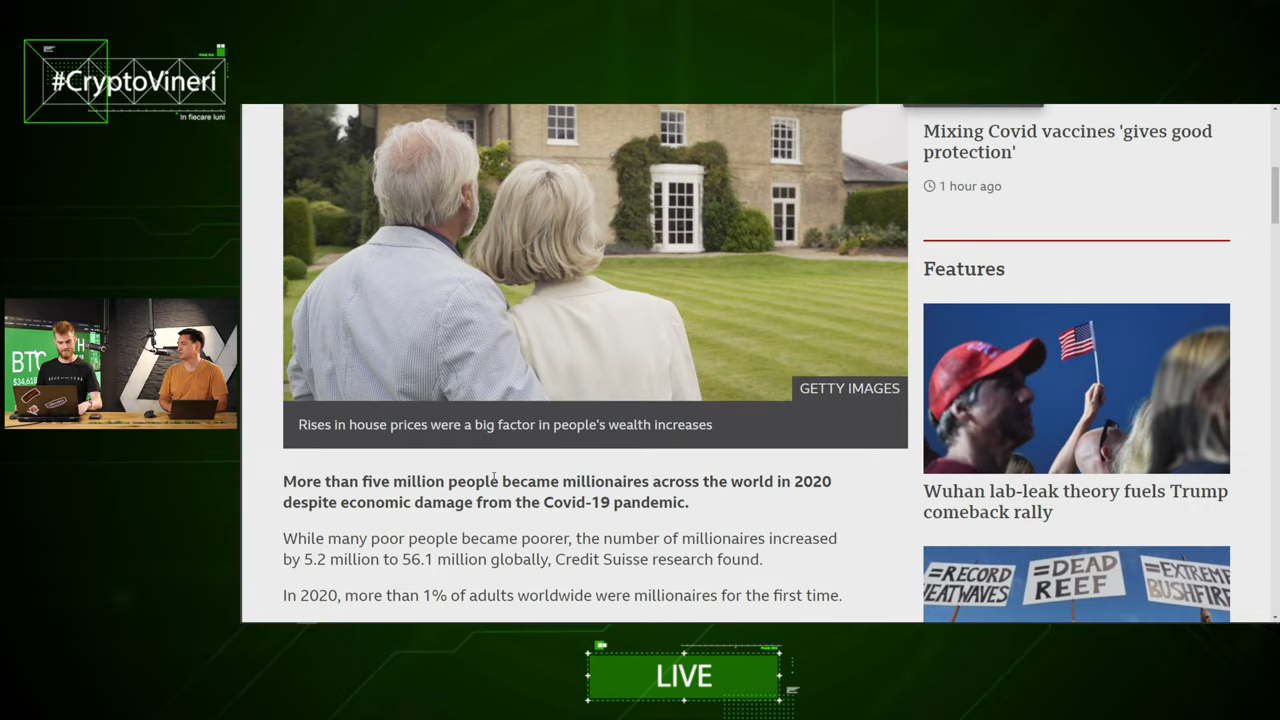 #CryptoVineri
în fiecare luni
BTC
$34,618
GETTY IMAGES
Rises in house prices were a big factor in people's wealth increases
More than five million people became millionaires across the world in 2020
despite economic damage from the Covid-19 pandemic.
While many poor people became poorer, the number of millionaires increased
by 5.2 million to 56.1 million globally, Credit Suisse research found.
In 2020, more than 1% of adults worldwide were millionaires for the first time.
Mixing Covid vaccines 'gives good
protection'
1 hour ago
Features
Wuhan lab-leak theory fuels Trump
comeback rally
=RECORD
HEATWAVES
=DEAD
REEF
=EXTREME
BUSHFIRE
LIVE